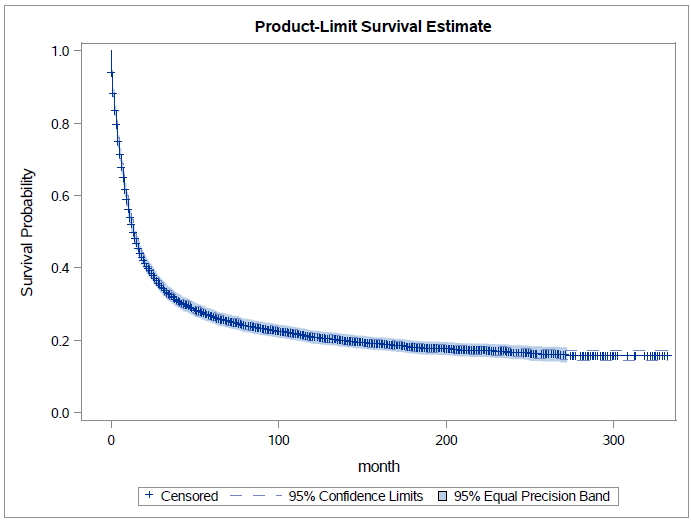 Product-Limit Survival Estimate
1.0
0.8
0.6
0.4
0.2
0.0
Survival Probability
0 100 200 300
month
+ Censored 95% Confidence Limits 95% Equal Precision Band